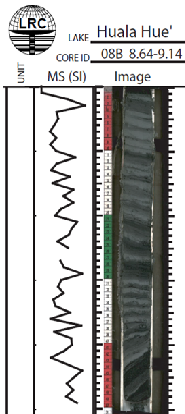 LRC
LAKE Huala Hue'
CORE ID 08B 8.64-9.14
UNIT
MS (SI)
Image